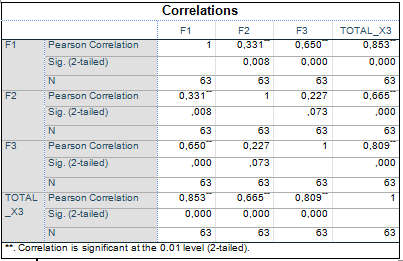 Correlations
F1 F2 F3 TOTAL_X3
F1 Pearson Correlation 1 0,331** 0,650** 0,853**
Sig. (2-tailed) 0,008 0,000 0,000
N 63 63 63 63
F2 Pearson Correlation 0,331** 1 0,227 0,665**
Sig. (2-tailed) ,008 ,073 ,000
N 63 63 63 63
F3 Pearson Correlation 0,650** 0,227 1 0,809**
Sig. (2-tailed) ,000 ,073 ,000
N 63 63 63 63
TOTAL Pearson Correlation 0,853** 0,665** 0,809** 1
_X3 Sig. (2-tailed) 0,000 0,000 0,000
N 63 63 63 63
**. Correlation is significant at the 0.01 level (2-tailed).